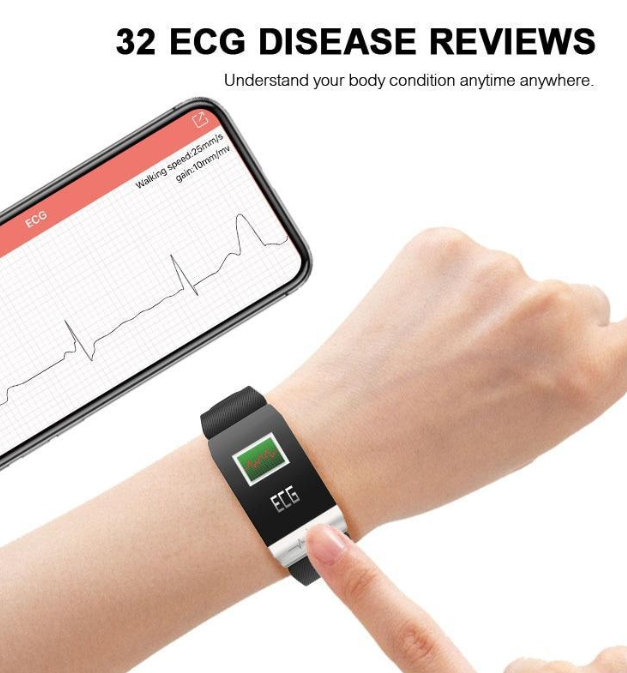 32 ECG DISEASE REVIEWS
Understand your body condition anytime anywhere.
ECG
Walking speed:25mm/s
gain:10mm/mv
ECG